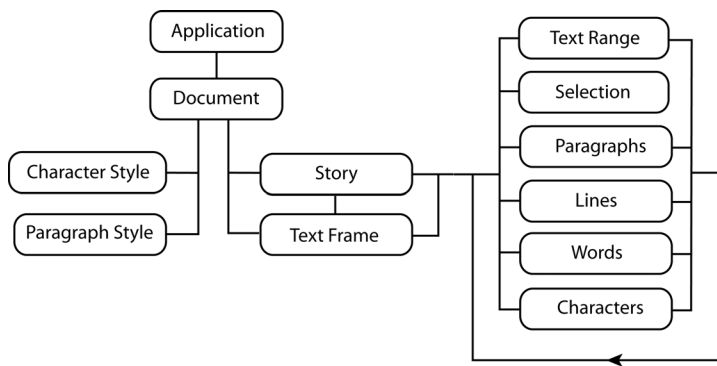 Application
Document
Character Style
Paragraph Style
Story
Text Frame
Text Range
Selection
Paragraphs
Lines
Words
Characters